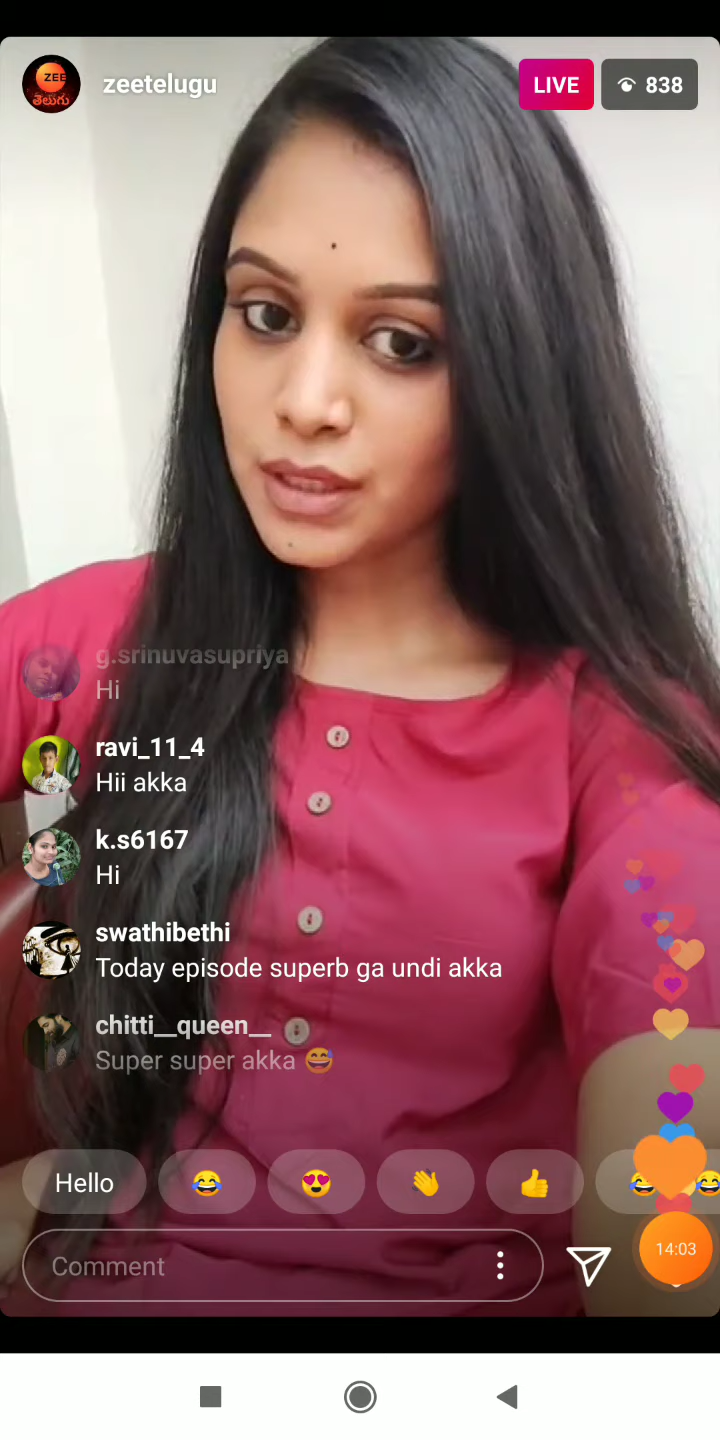 ZEE
తెలుగు
zeetelugu
LIVE
838
g.srinuvasupriya
Hi
ravi_11_4
Hii akka
k.s6167
Hi
swathibethi
Today episode superb ga undi akka
chitti__queen__
Super super akka 😅
Hello 😂 😍 👋 👍 😂
Comment
14:03